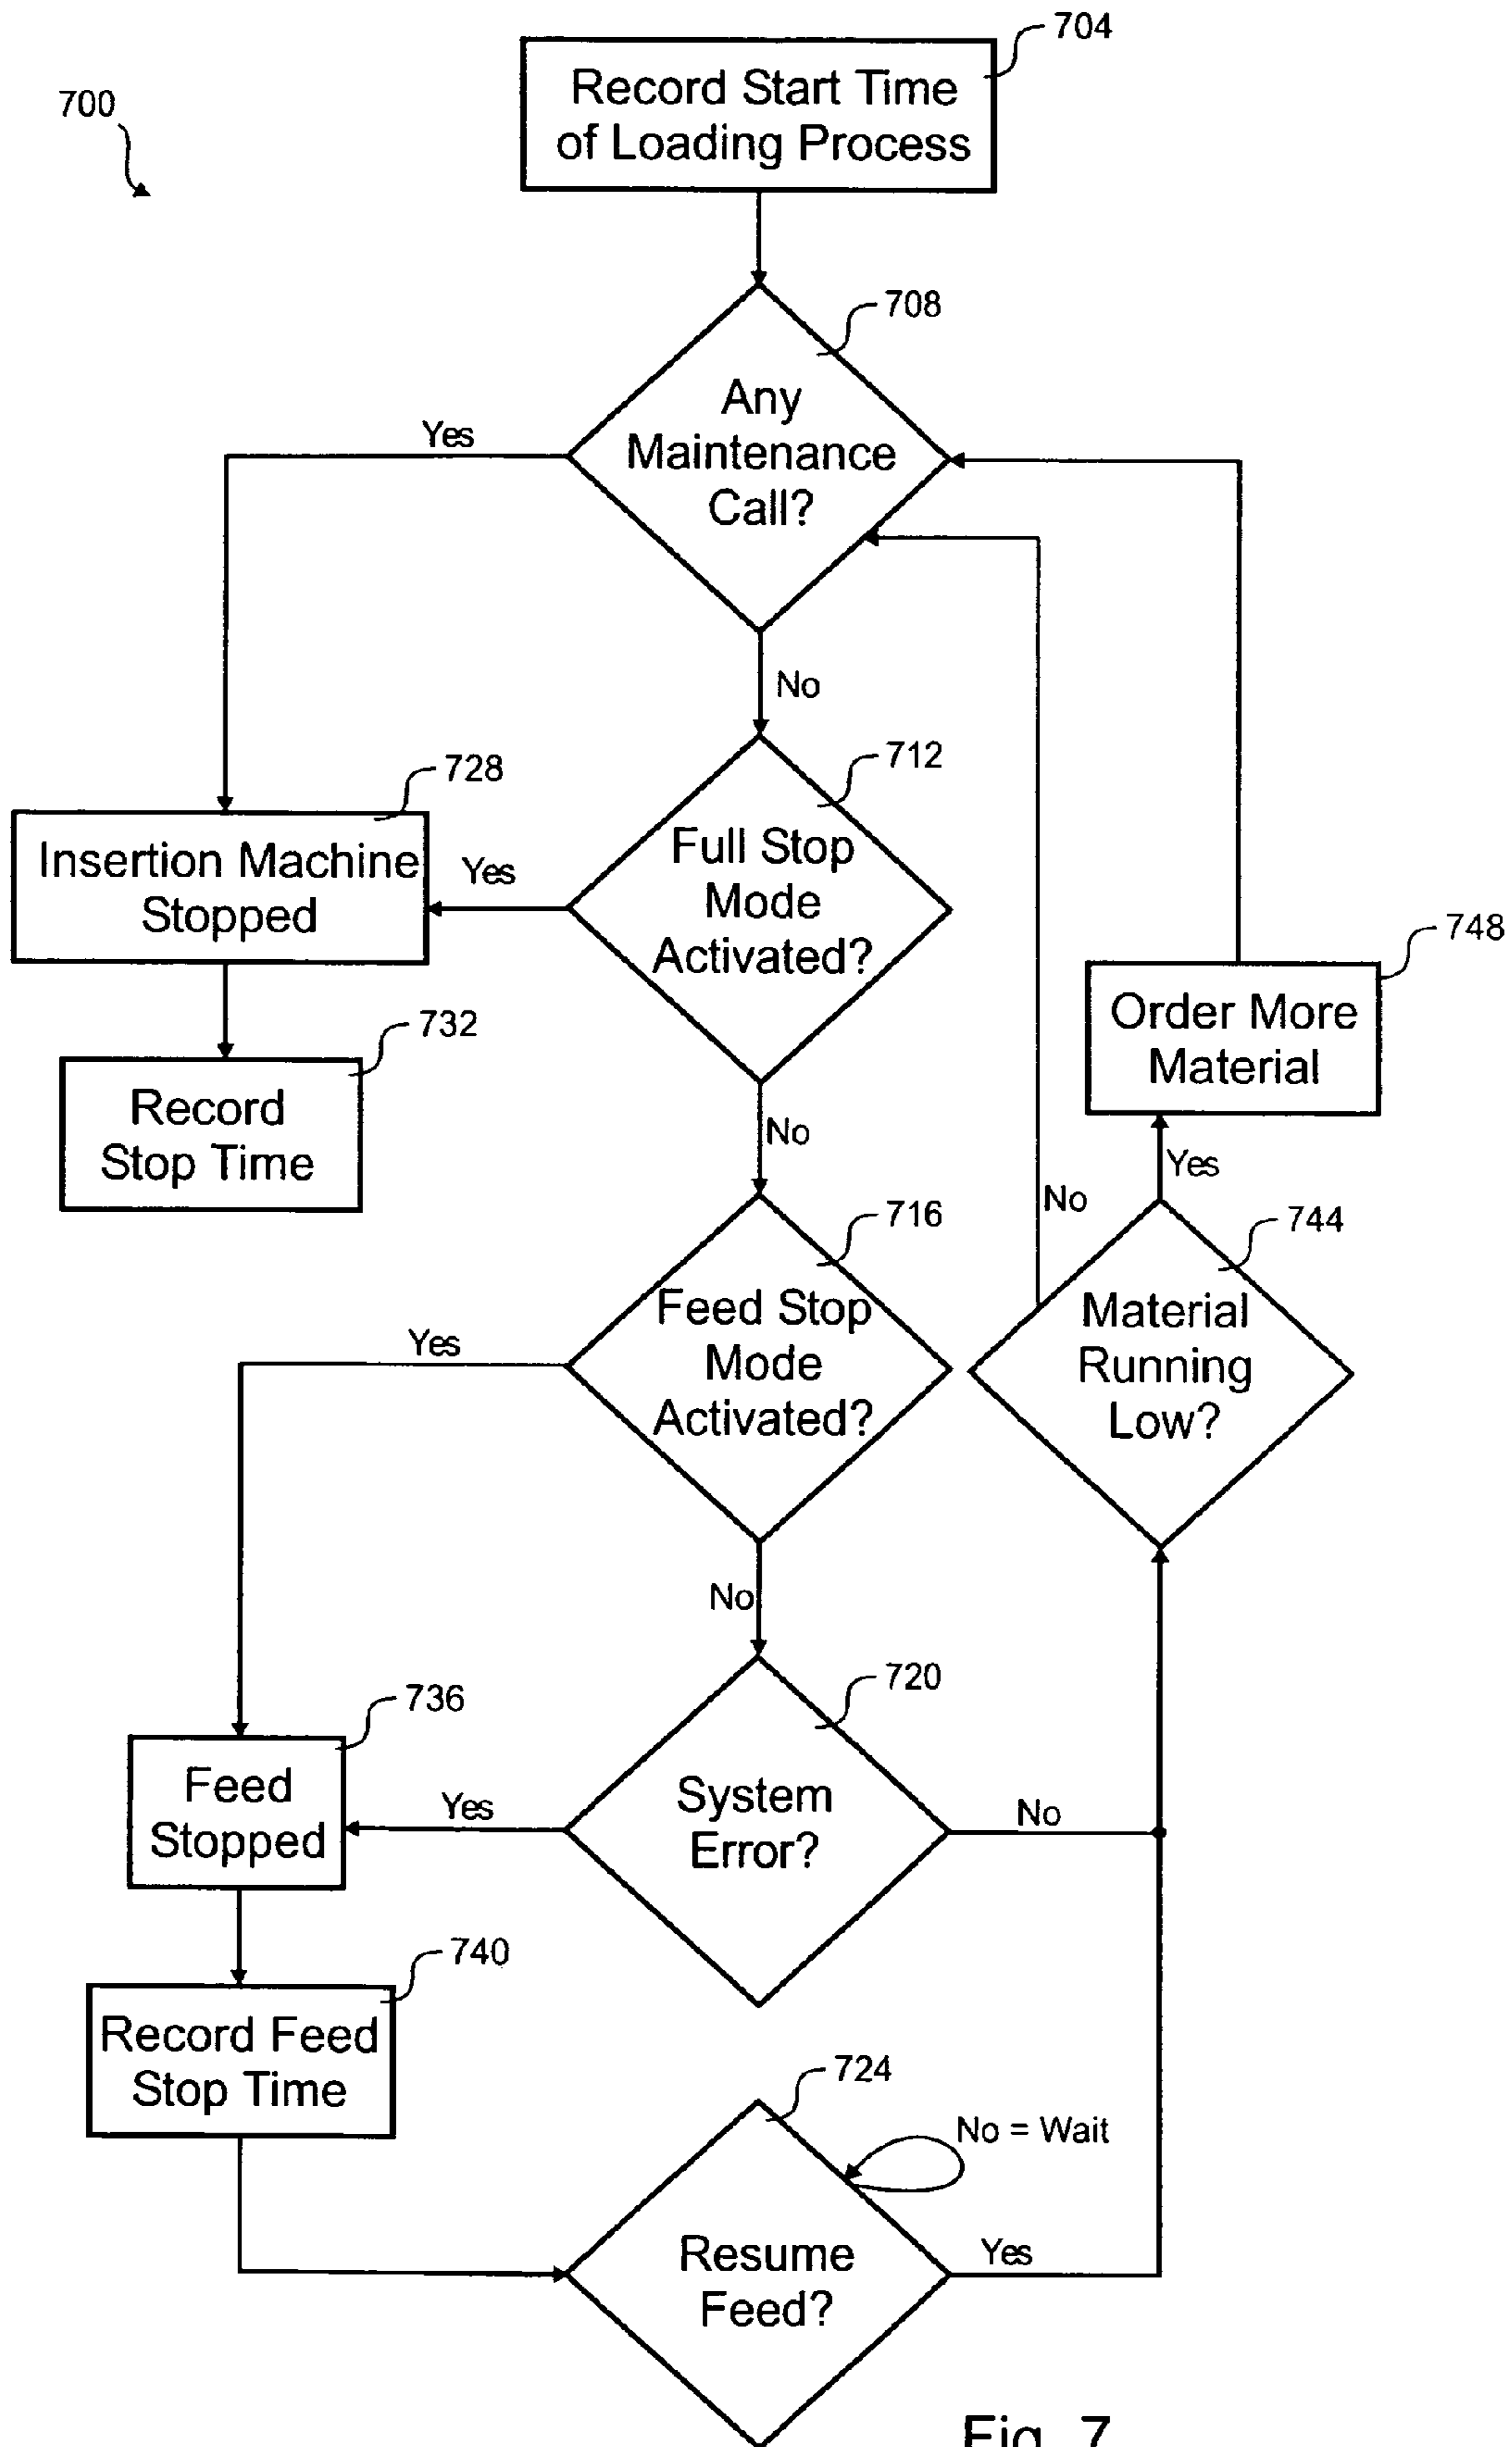 704
Record Start Time
of Loading Process
700
708
Any
Maintenance
Call?
Yes
No
712
Full Stop
Mode
Activated?
Yes
728
Insertion Machine
Stopped
732
Record
Stop Time
No
748
Order More
Material
Yes
No
744
Material
Running
Low?
716
Feed Stop
Mode
Activated?
Yes
No
720
System
Error?
Yes
No
736
Feed
Stopped
740
Record Feed
Stop Time
724
No = Wait
Resume
Feed?
Yes
Fig. 7